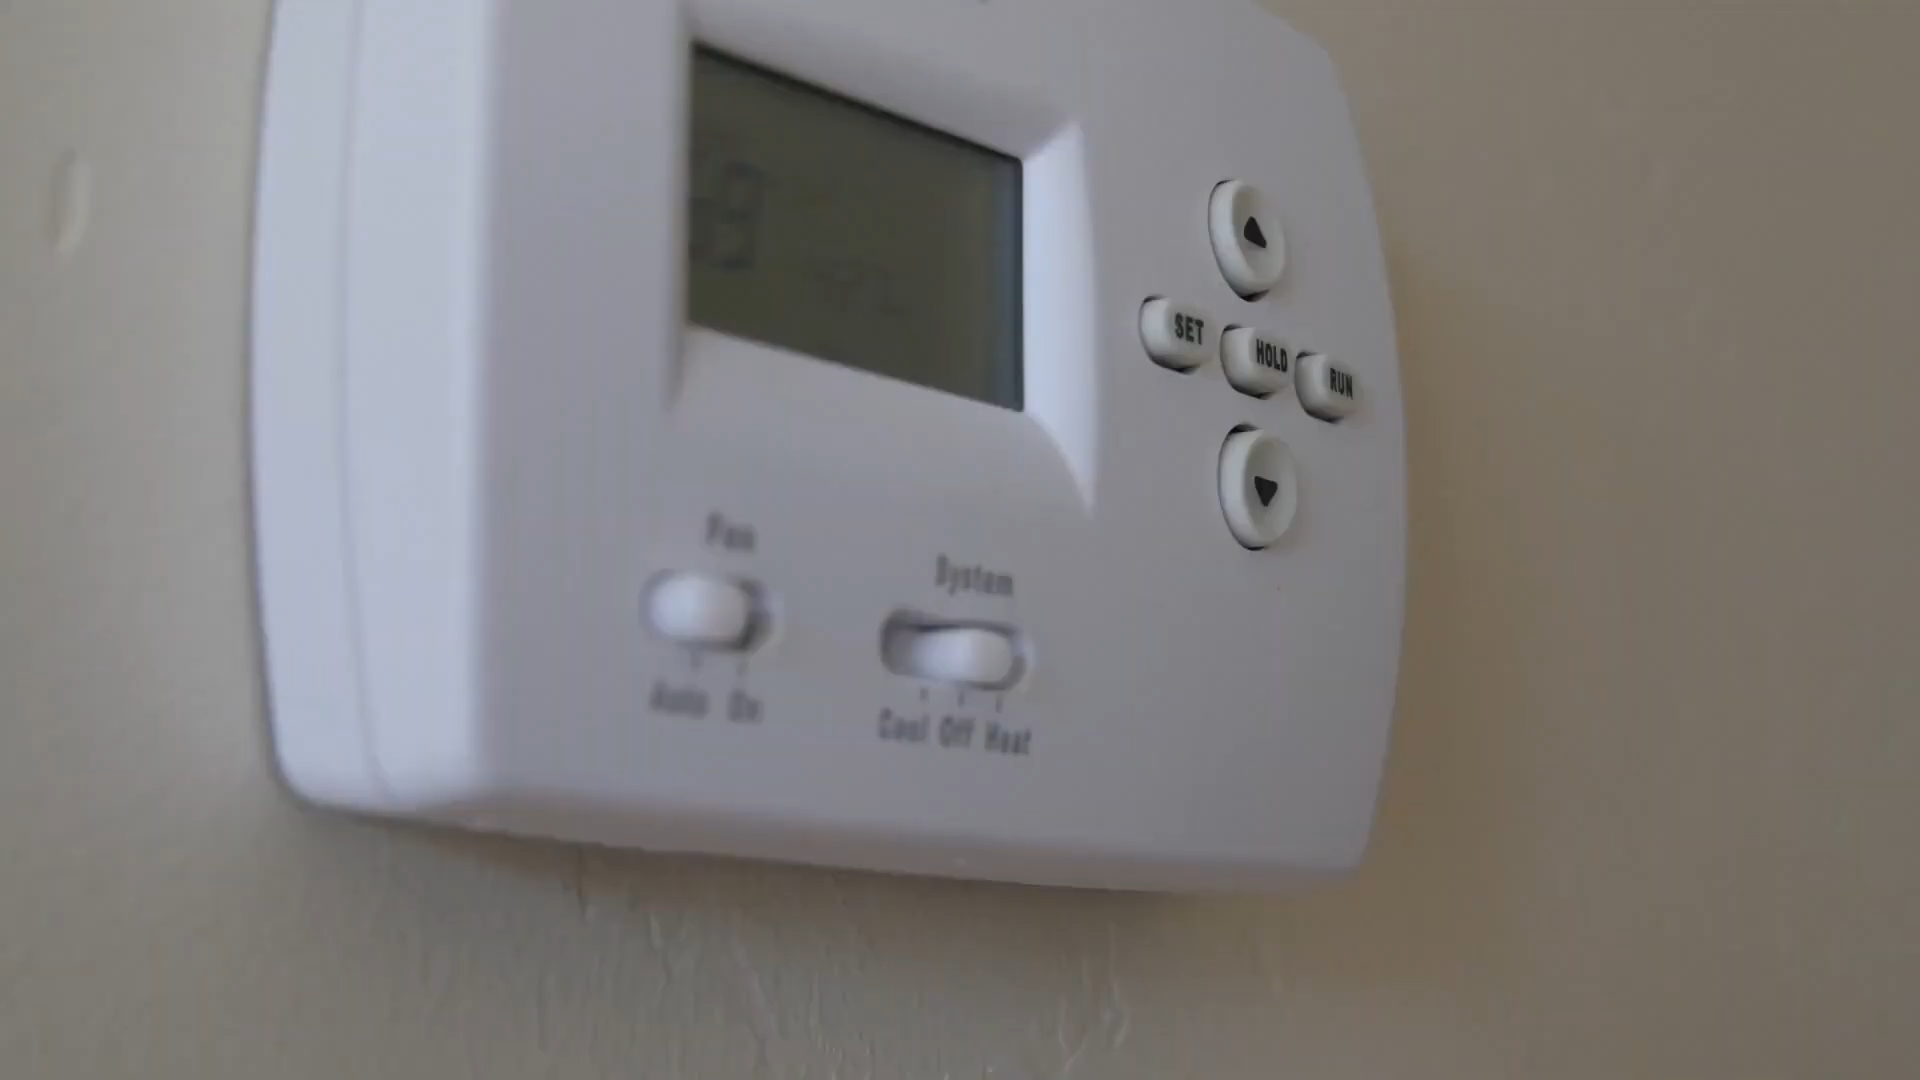 SET HOLD RUN
Fan
System
Auto On
Cool Off Heat